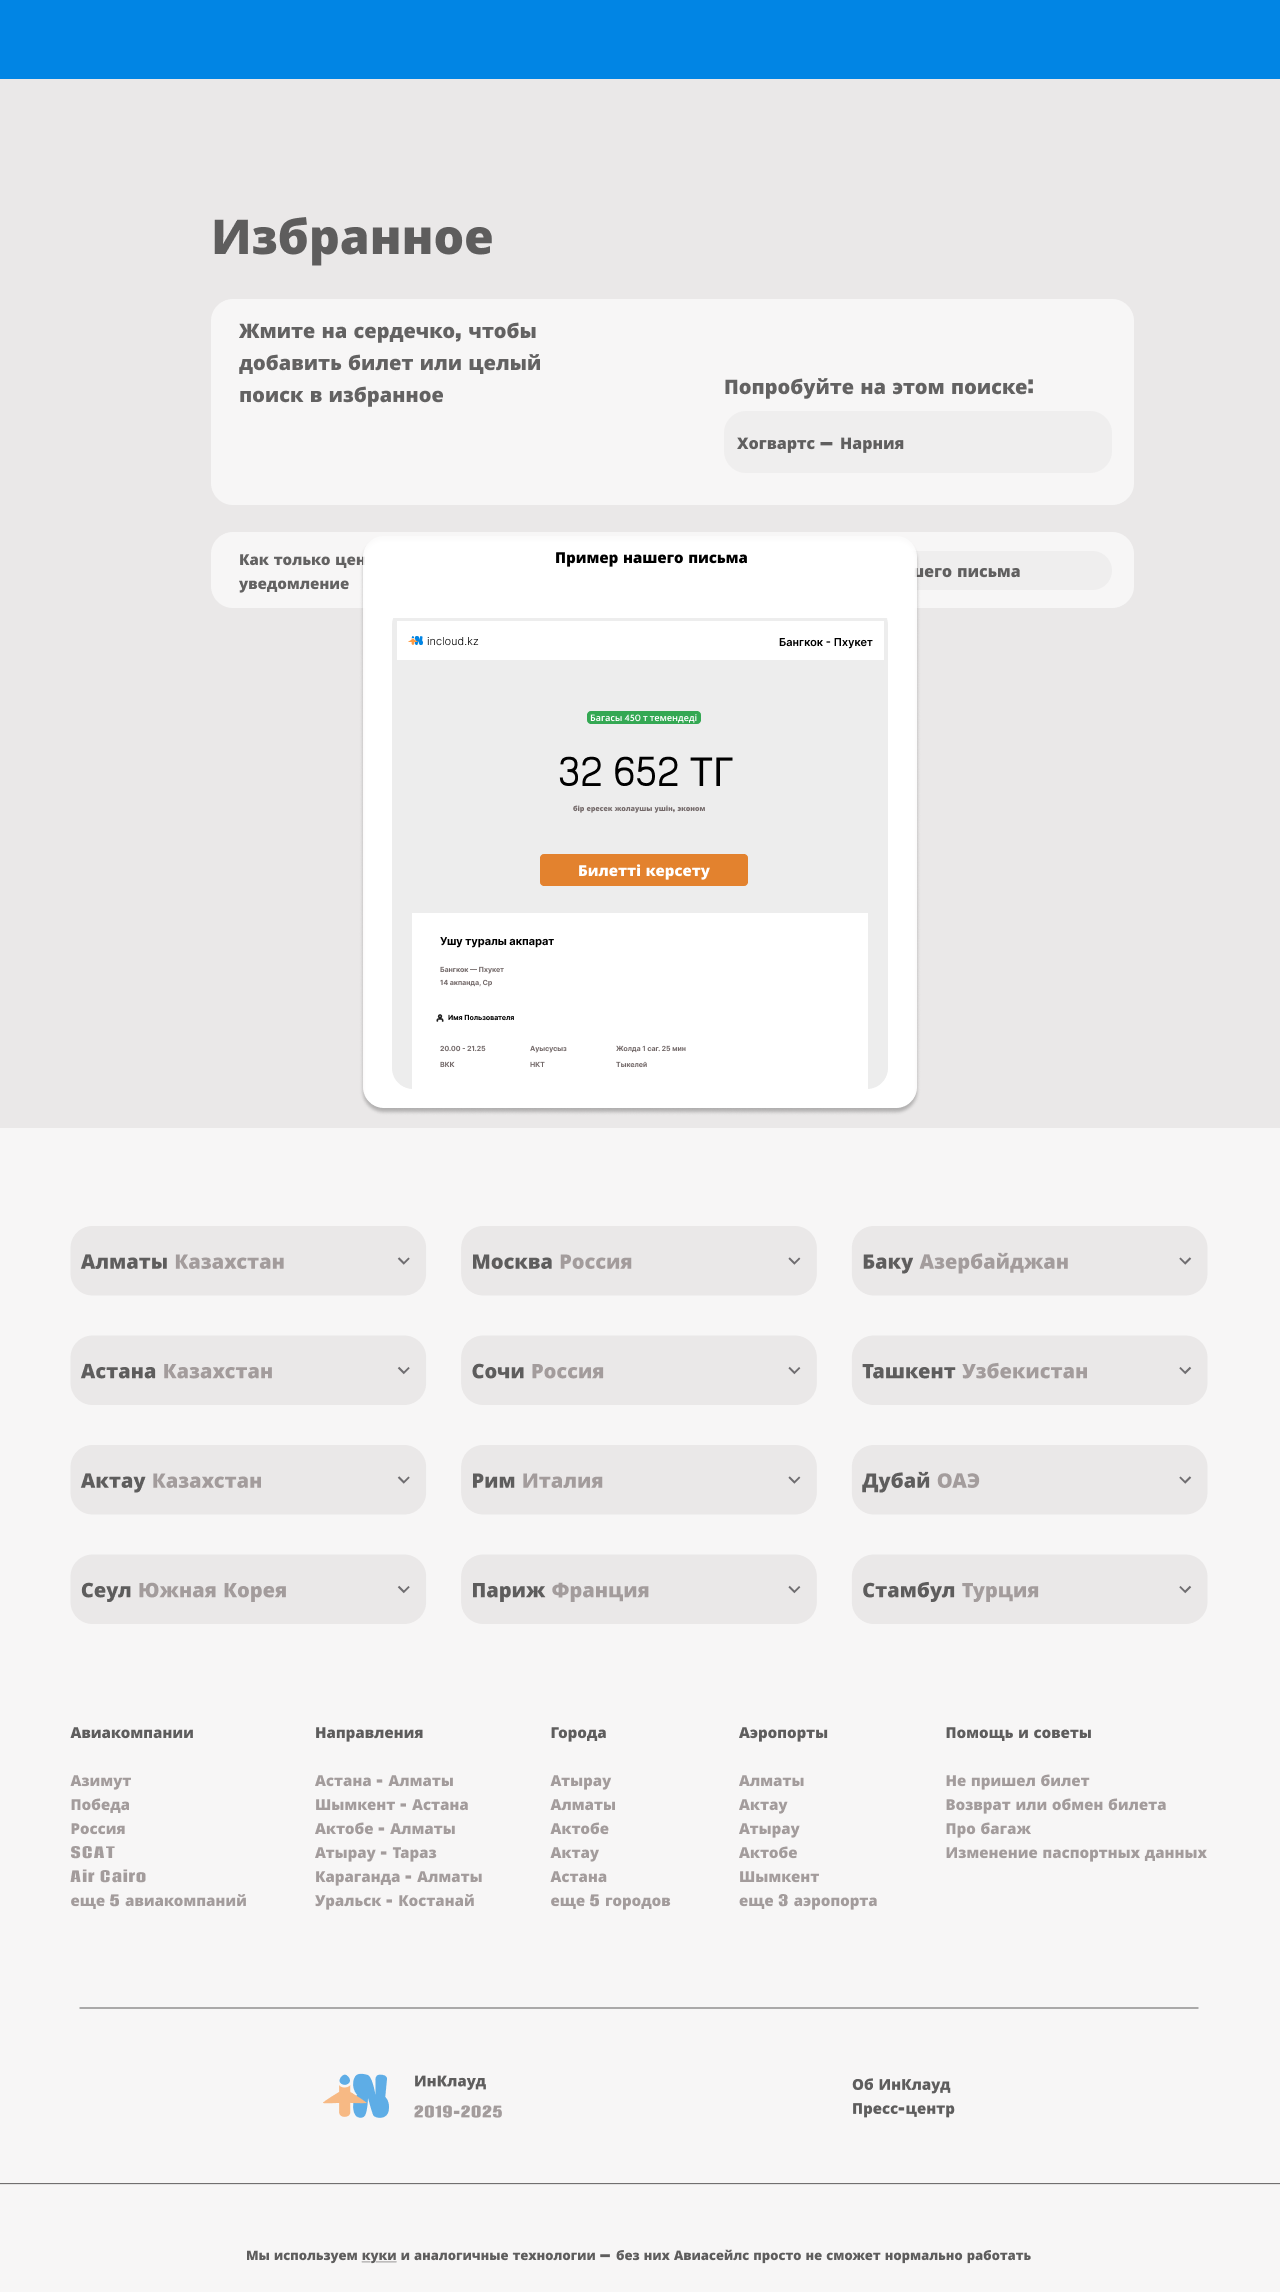 Избранное
Жмите на сердечко, чтобы
добавить билет или целый
поиск в избранное
Попробуйте на этом поиске:
Хогвартс — Нарния
Как только
уведомление
письма
Пример нашего письма
incloud.kz
Бангкок - Пхукет
Багасы 450 т темендеді
32 652 ТГ
бір ересек жолаушы ушін, эконом
Билетті керсету
Ушу туралы акпарат
Бангкок — Пхукет
14 акпанда, Ср
Имя Пользователя
20.00 - 21.25 Ауысусыз Жолда 1 саг. 25 мин
ВКК НКТ Тыкелей
Алматы Казахстан
Москва Россия
Баку Азербайджан
Астана Казахстан
Сочи Россия
Ташкент Узбекистан
Актау Казахстан
Рим Италия
Дубай ОАЭ
Сеул Южная Корея
Париж Франция
Стамбул Турция
Авиакомпании
Азимут
Победа
Россия
SCAT
Air Cairo
еще 5 авиакомпаний
Направления
Астана - Алматы
Шымкент - Астана
Актобе - Алматы
Атырау - Тараз
Караганда - Алматы
Уральск - Костанай
Города
Атырау
Алматы
Актобе
Актау
Астана
еще 5 городов
Аэропорты
Алматы
Актау
Атырау
Актобе
Шымкент
еще 3 аэропорта
Помощь и советы
Не пришел билет
Возврат или обмен билета
Про багаж
Изменение паспортных данных
ИнКлауд
2019-2025
Об ИнКлауд
Пресс-центр
Мы используем куки и аналогичные технологии — без них Авиасейлс просто не сможет нормально работать